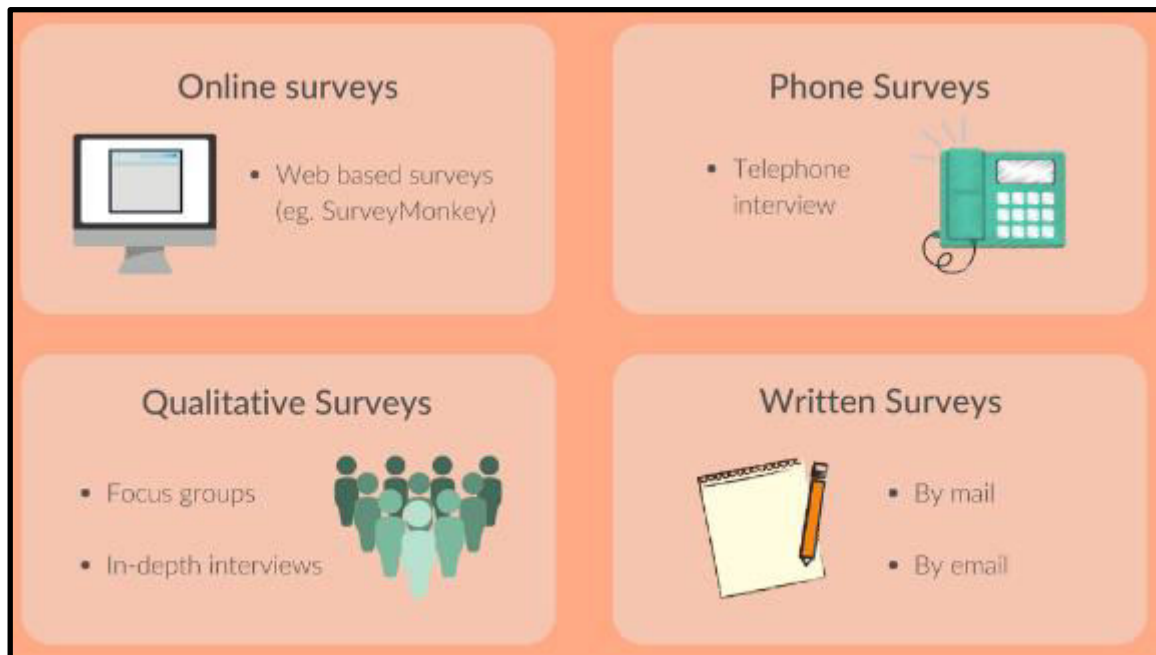 Online surveys
• Web based surveys
(eg. SurveyMonkey)
Phone Surveys
• Telephone
interview
Qualitative Surveys
• Focus groups
• In-depth interviews
Written Surveys
• By mail
• By email